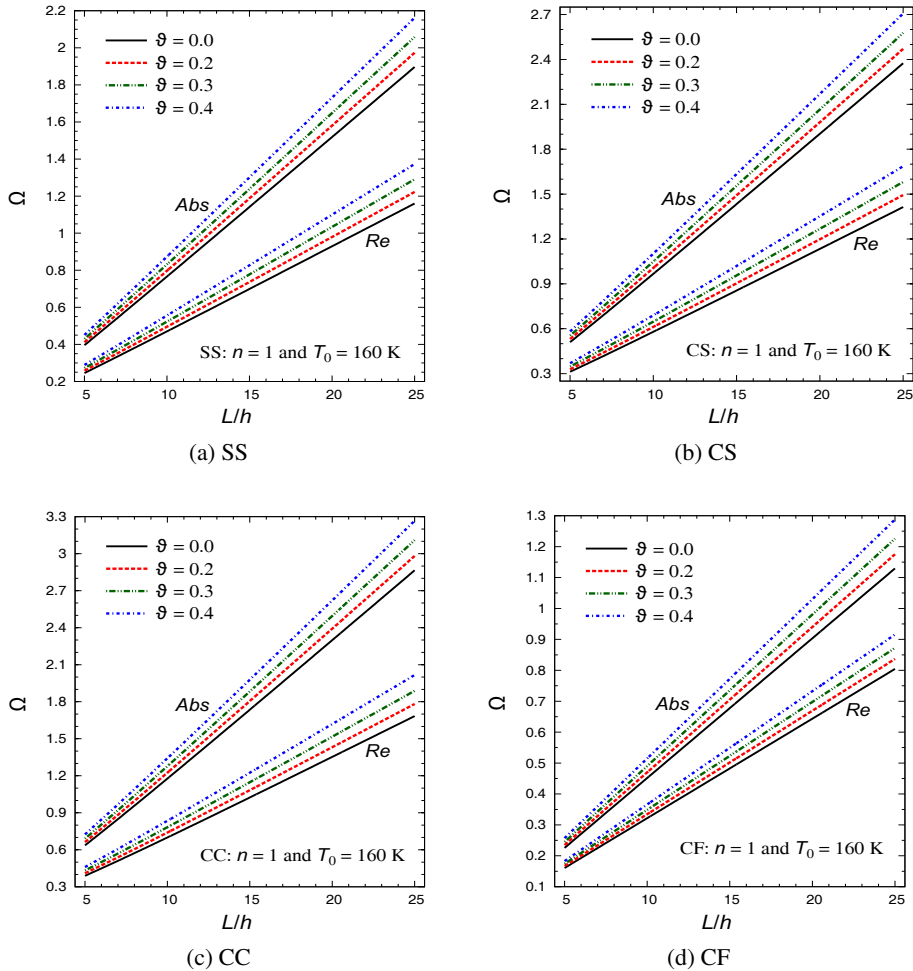 2.2
2
1.8
1.6
1.4
1.2
1
0.8
0.6
0.4
0.2
Ω
ϑ = 0.0
ϑ = 0.2
ϑ = 0.3
ϑ = 0.4
Abs
Re
SS: n = 1 and T0 = 160 K
5 10 15 20 25
L/h
(a) SS
2.7
2.4
2.1
1.8
1.5
1.2
0.9
0.6
0.3
Ω
ϑ = 0.0
ϑ = 0.2
ϑ = 0.3
ϑ = 0.4
Abs
Re
CS: n = 1 and T0 = 160 K
5 10 15 20 25
L/h
(b) CS
3.3
3
2.7
2.4
2.1
1.8
1.5
1.2
0.9
0.6
0.3
Ω
ϑ = 0.0
ϑ = 0.2
ϑ = 0.3
ϑ = 0.4
Abs
Re
CC: n = 1 and T0 = 160 K
5 10 15 20 25
L/h
(c) CC
1.3
1.2
1.1
1
0.9
0.8
0.7
0.6
0.5
0.4
0.3
0.2
0.1
Ω
ϑ = 0.0
ϑ = 0.2
ϑ = 0.3
ϑ = 0.4
Abs
Re
CF: n = 1 and T0 = 160 K
5 10 15 20 25
L/h
(d) CF